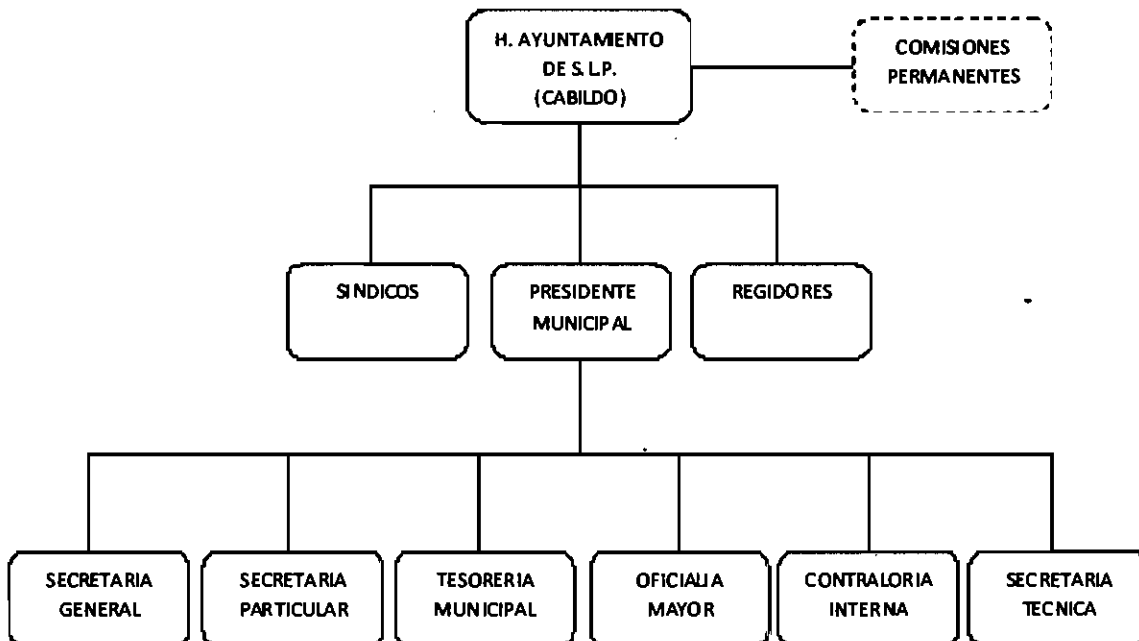 H. AYUNTAMIENTO
DE S. L.P.
(CABILDO)
COMISIONES
PERMANENTES
SINDICOS
PRESIDENTE
MUNICIPAL
REGIDORES
SECRETARIA
GENERAL
SECRETARIA
PARTICULAR
TESORERIA
MUNICIPAL
OFICIALIA
MAYOR
CONTRALORIA
INTERNA
SECRETARIA
TECNICA